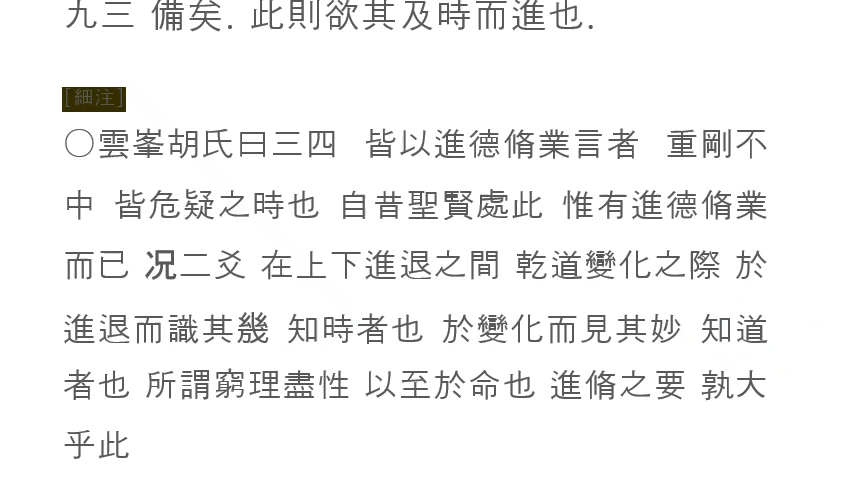 九三 備矣. 此則欲其及時而進也.
[細注]
〇雲峯胡氏曰三四 皆以進德脩業言者 重剛不
中 皆危疑之時也 自昔聖賢處此 惟有進德脩業
而已 况二爻 在上下進退之間 乾道變化之際 於
進退而識其幾 知時者也 於變化而見其妙 知道
者也 所謂窮理盡性 以至於命也 進脩之要 孰大
乎此